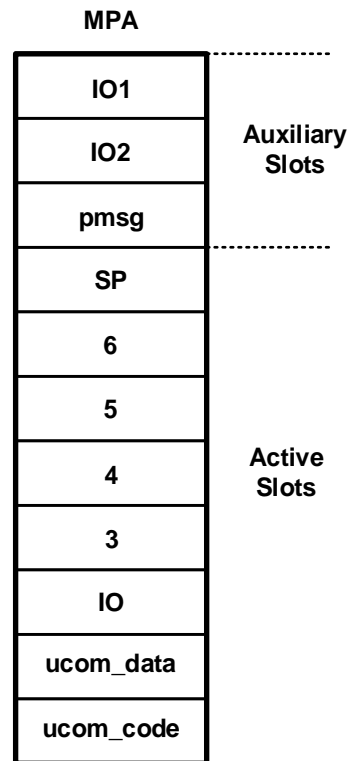 MPA
IO1
IO2
pmsg
Auxiliary
Slots
SP
6
5
4
3
IO
ucom_data
ucom_code
Active
Slots